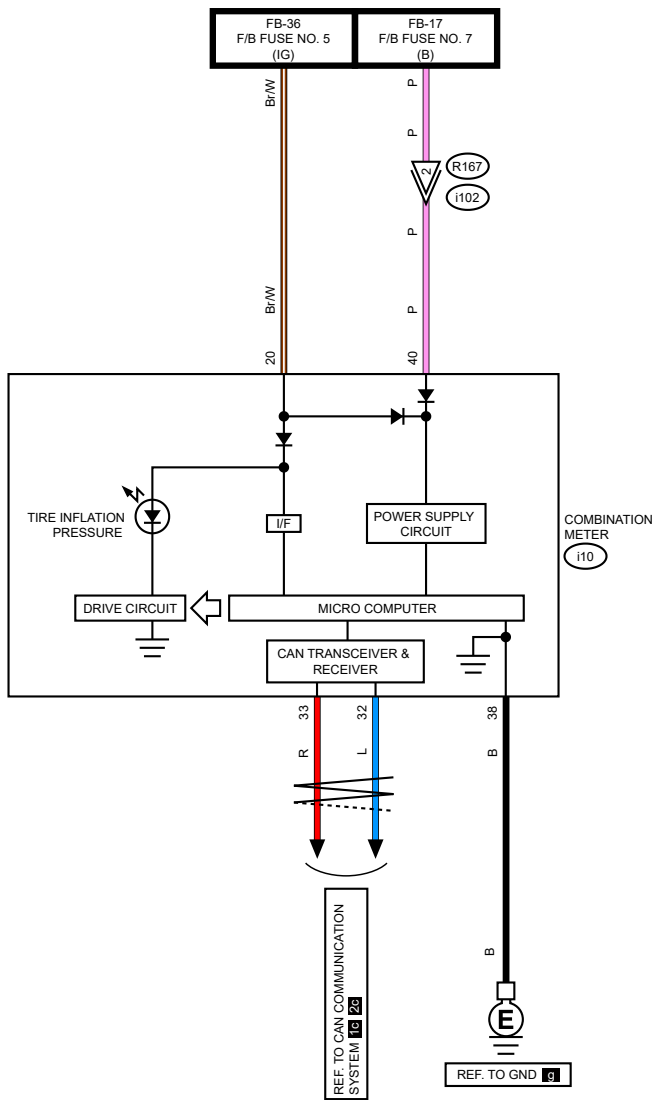 FB-36
F/B FUSE NO. 5
(IG)
FB-17
F/B FUSE NO. 7
(B)
Br/W
P
P
2
R167
i102
P
Br/W
P
20
40
TIRE INFLATION
PRESSURE
I/F
POWER SUPPLY
CIRCUIT
COMBINATION
METER
i10
DRIVE CIRCUIT
MICRO COMPUTER
CAN TRANSCEIVER &
RECEIVER
33
32
38
R
L
B
B
REF. TO CAN COMMUNICATION
SYSTEM 1c 2c
E
REF. TO GND g